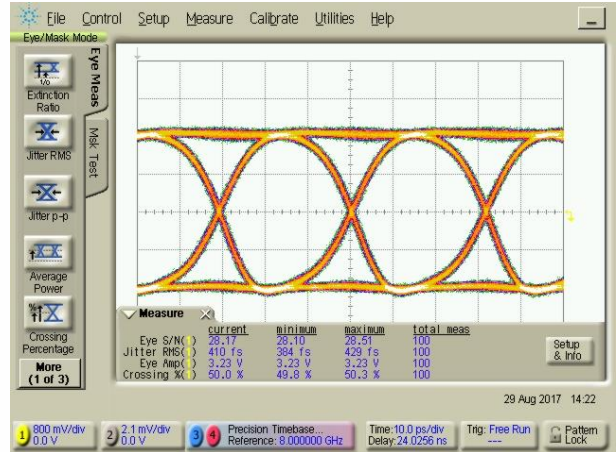 File Control Setup Measure Calibrate Utilities Help
Eye/Mask Mode
Eye Meas
Msk Test
Extinction
Ratio
Jitter RMS
Jitter p-p
Average
Power
Crossing
Percentage
More
(1 of 3)
Measure
current minimum maximum total meas
Eye S/N(1) 28.17 28.10 28.51 100
Jitter RMS(1) 410 fs 384 fs 429 fs 100
Eye Amp(1) 3.23 V 3.23 V 3.23 V 100
Crossing %(1) 50.0 % 49.8 % 50.3 % 100
Setup
& Info
29 Aug 2017 14:22
1 800 mV/div
0.0 V
2 2.1 mV/div
0.0 V
3 4 Precision Timebase...
Reference: 8.000000 GHz
Time:10.0 ps/div
Delay:24.0256 ns
Trig: Free Run
---
Pattern
Lock